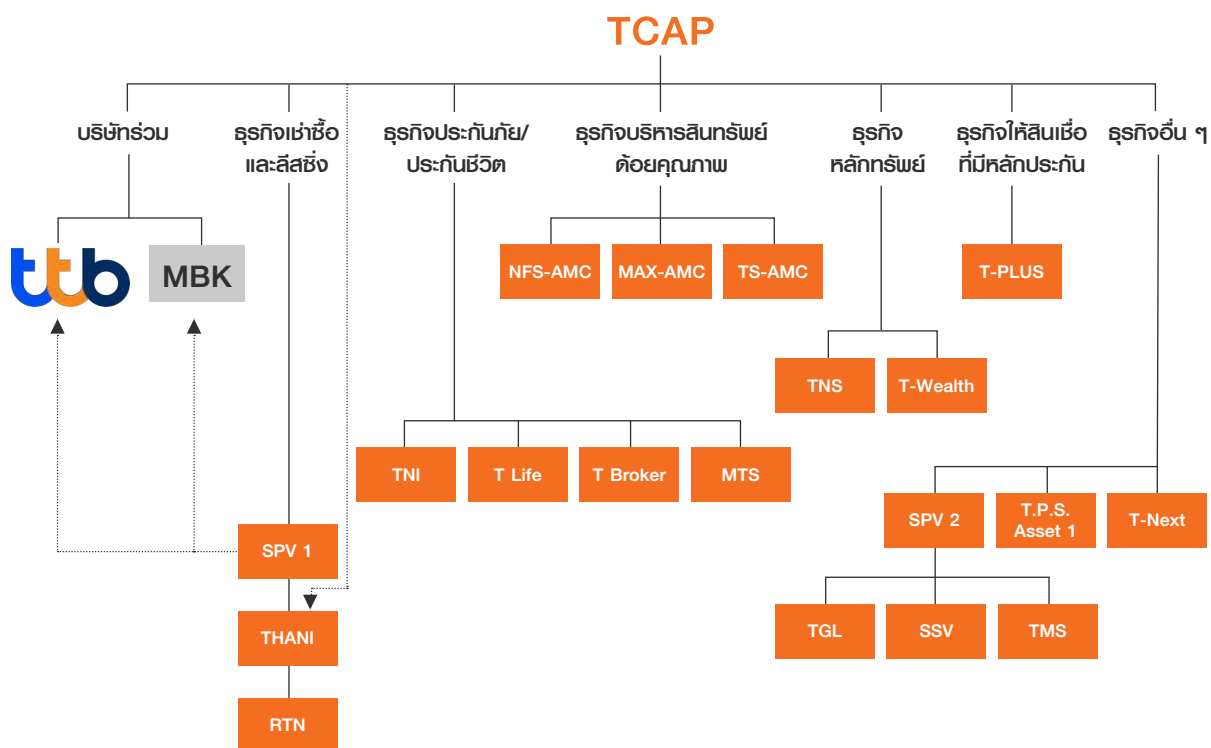 TCAP
บริษัทร่วม
ธุรกิจเช่าซื้อ
และลีสซิ่ง
ธุรกิจประกันภัย/
ประกันชีวิต
ธุรกิจบริหารสินทรัพย์
ด้อยคุณภาพ
ธุรกิจ
หลักทรัพย์
ธุรกิจให้สินเชื่อ
ที่มีหลักประกัน
ธุรกิจอื่น ๆ
ttb
MBK
NFS-AMC
MAX-AMC
TS-AMC
T-PLUS
TNS
T-Wealth
TNI
T Life
T Broker
MTS
SPV 2
T.P.S.
Asset 1
T-Next
SPV 1
THANI
TGL
SSV
TMS
RTN